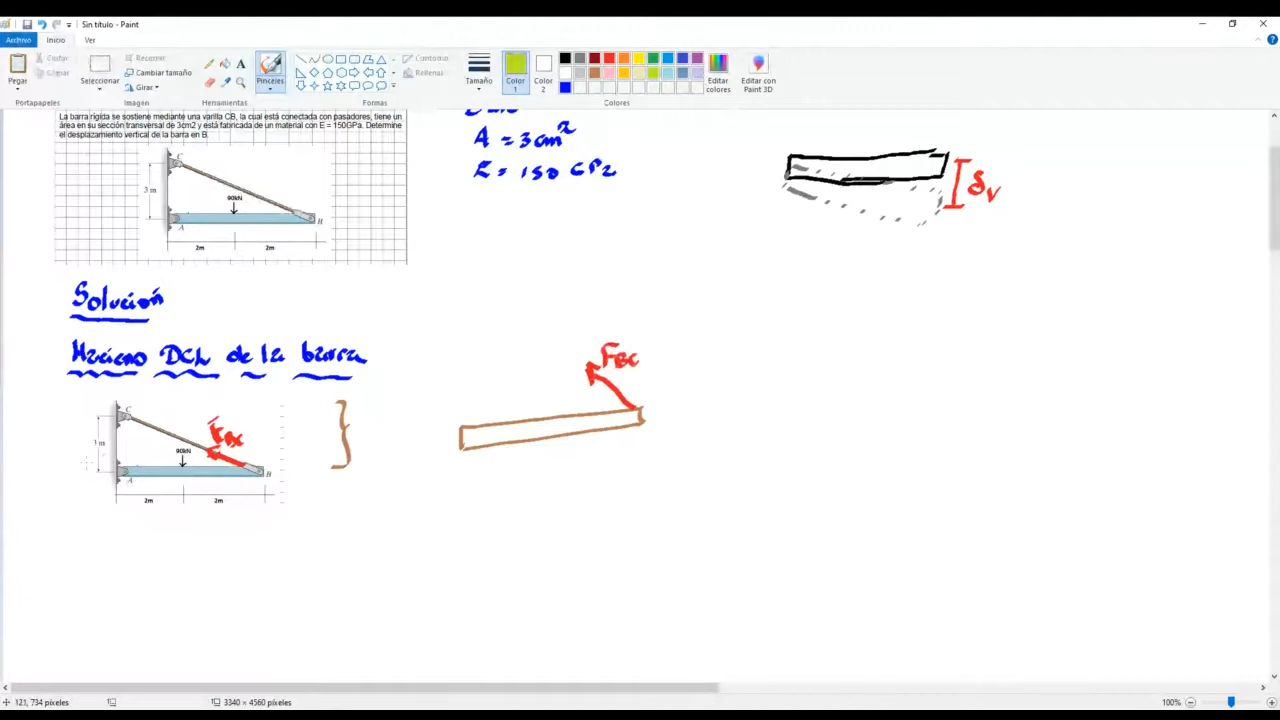 Sin título - Paint
Archivo Inicio Ver
Pegar
Cortar
Copiar
Seleccionar
Recortar
Cambiar tamaño
Girar
A
Pinceles
Contorno
Rellenar
Tamaño
Color 1
Color 2
Editar colores
Editar con Paint 3D
Portapapeles Imagen Herramientas Formas Colores
La barra rígida se sostiene mediante una varilla CB, la cual está conectada con pasadores, tiene un
área en su sección transversal de 3cm2 y está fabricada de un material con E = 150GPa. Determine
el desplazamiento vertical de la barra en B.
C
3 m
90kN
A
B
2m 2m
A = 3cm²
E = 150 GPa
δv
Solución
Hacemo DCL de la barra
C
90kN
FBC
A
B
2m 2m
FBC
123, 734 píxeles
3340 × 4560 píxeles
100%